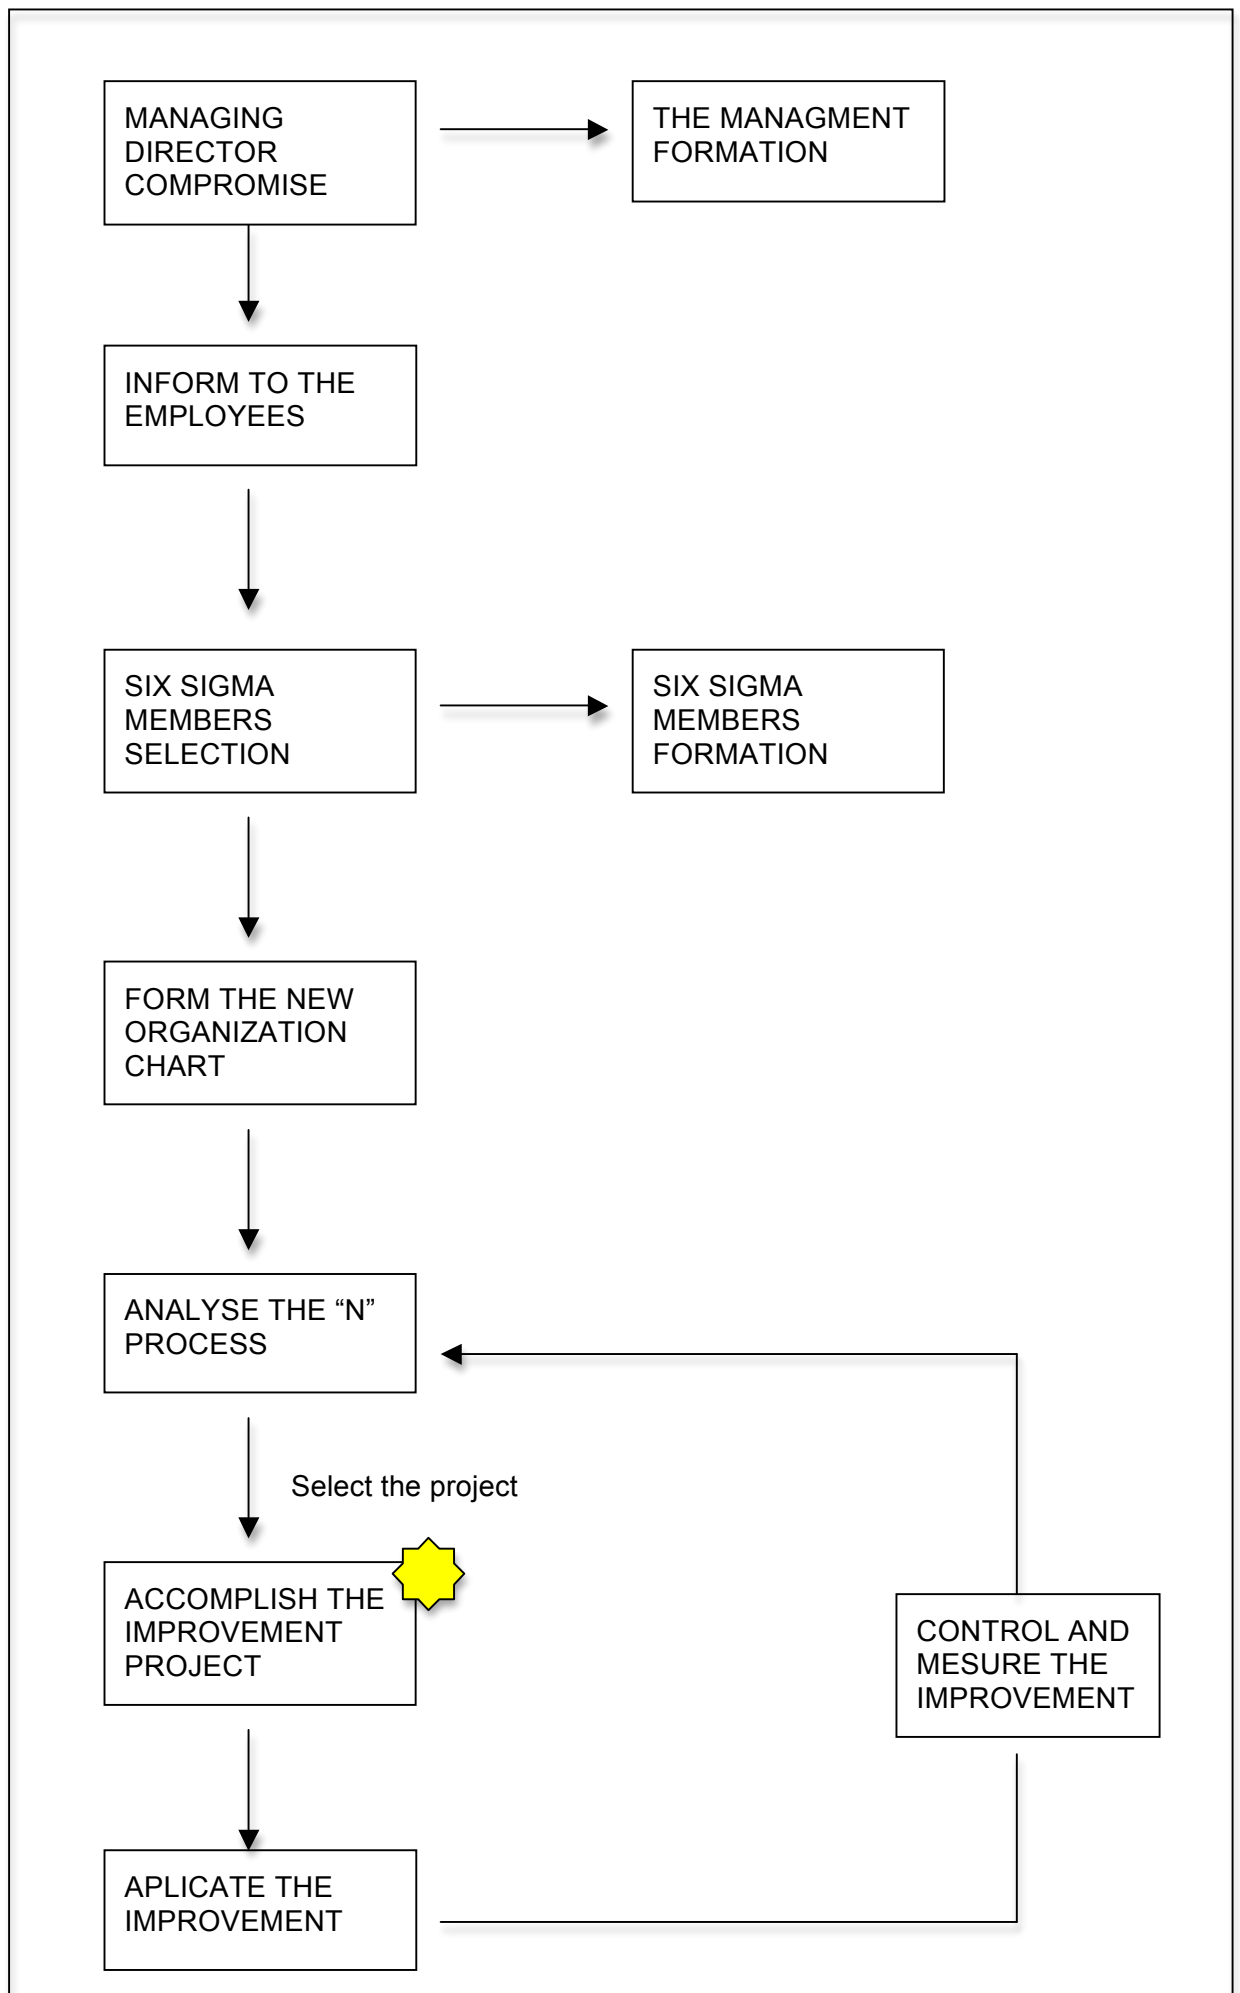 MANAGING
DIRECTOR
COMPROMISE
THE MANAGMENT
FORMATION
INFORM TO THE
EMPLOYEES
SIX SIGMA
MEMBERS
SELECTION
SIX SIGMA
MEMBERS
FORMATION
FORM THE NEW
ORGANIZATION
CHART
ANALYSE THE “N”
PROCESS
Select the project
ACCOMPLISH THE
IMPROVEMENT
PROJECT
CONTROL AND
MESURE THE
IMPROVEMENT
APLICATE THE
IMPROVEMENT